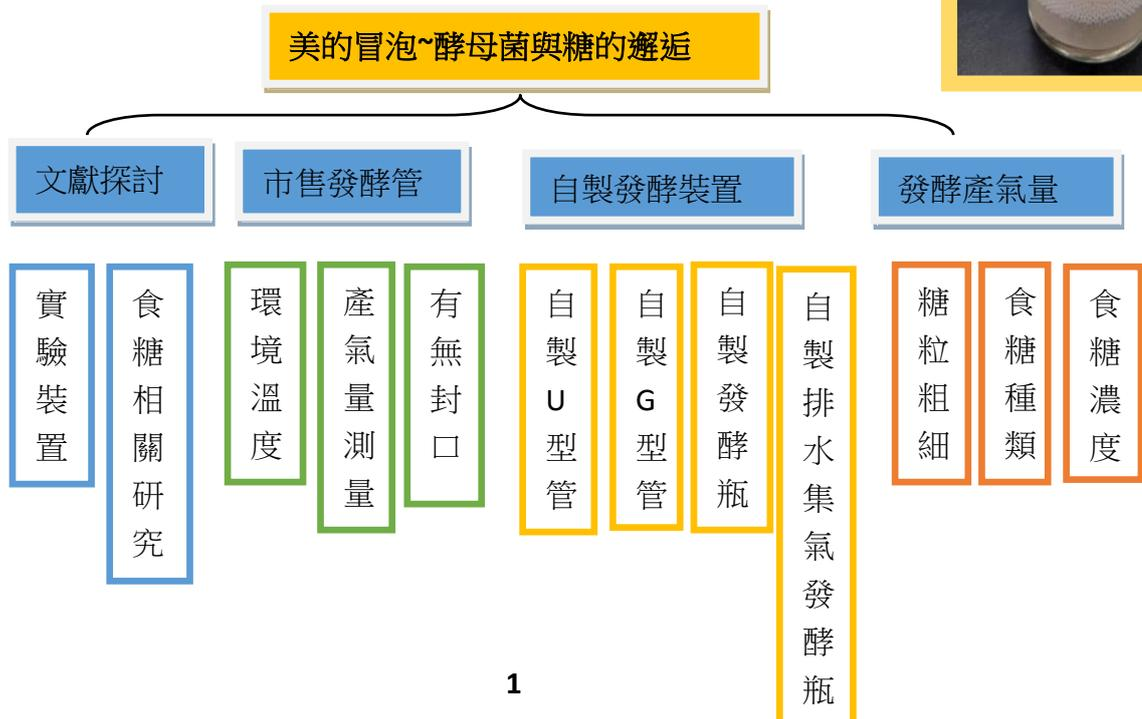 美的冒泡~酵母菌與糖的邂逅
文獻探討
市售發酵管
自製發酵裝置
發酵產氣量
實驗裝置
食糖相關研究
環境溫度
產氣量測量
有無封口
自製U型管
自製G型管
自製發酵瓶
自製排水集氣發酵瓶
糖粒粗細
食糖種類
食糖濃度
1